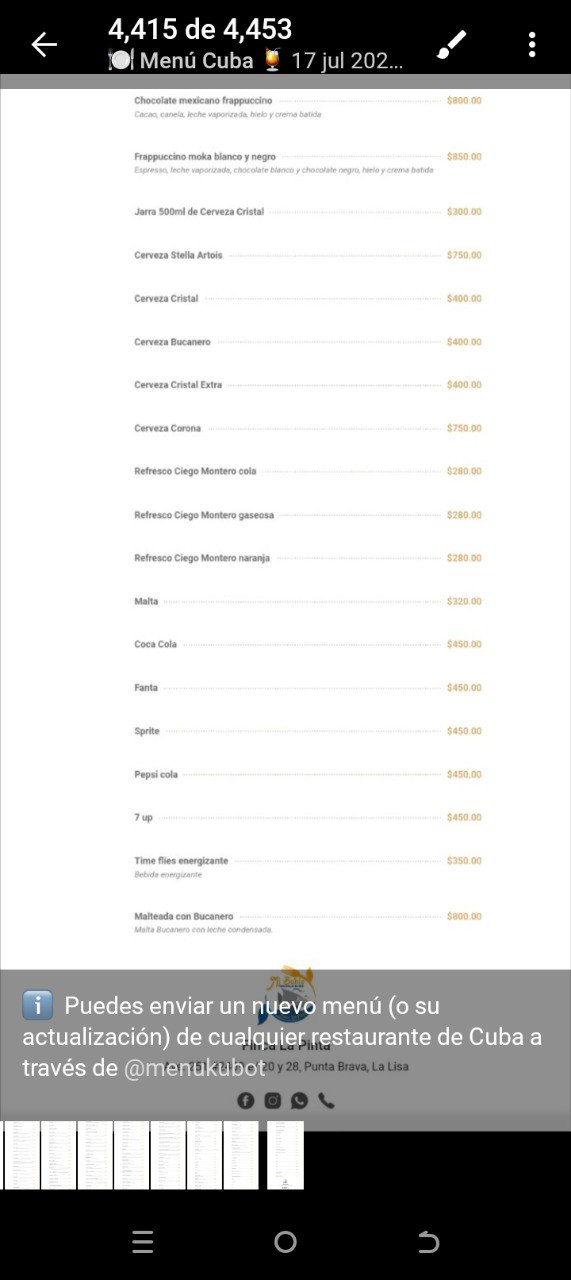 4,415 de 4,453
🍽 Menú Cuba 🍹 17 jul 202...
Chocolate mexicano frappuccino $800.00
Cacao, canela, leche vaporizada, hielo y crema batida
Frappuccino moka blanco y negro $850.00
Espresso, leche vaporizada, chocolate blanco y chocolate negro, hielo y crema batida
Jarra 500ml de Cerveza Cristal $300.00
Cerveza Stella Artois $750.00
Cerveza Cristal $400.00
Cerveza Bucanero $400.00
Cerveza Cristal Extra $400.00
Cerveza Corona $750.00
Refresco Ciego Montero cola $280.00
Refresco Ciego Montero gaseosa $280.00
Refresco Ciego Montero naranja $280.00
Malta $320.00
Coca Cola $450.00
Fanta $450.00
Sprite $450.00
Pepsi cola $450.00
7 up $450.00
Time flies energizante $350.00
Bebida energizante
Malteada con Bucanero $800.00
Malta Bucanero con leche condensada.
ℹ️ Puedes enviar un nuevo menú (o su
actualización) de cualquier restaurante de Cuba a
través de @menukubot
Finca La Pinta
20 y 28, Punta Brava, La Lisa